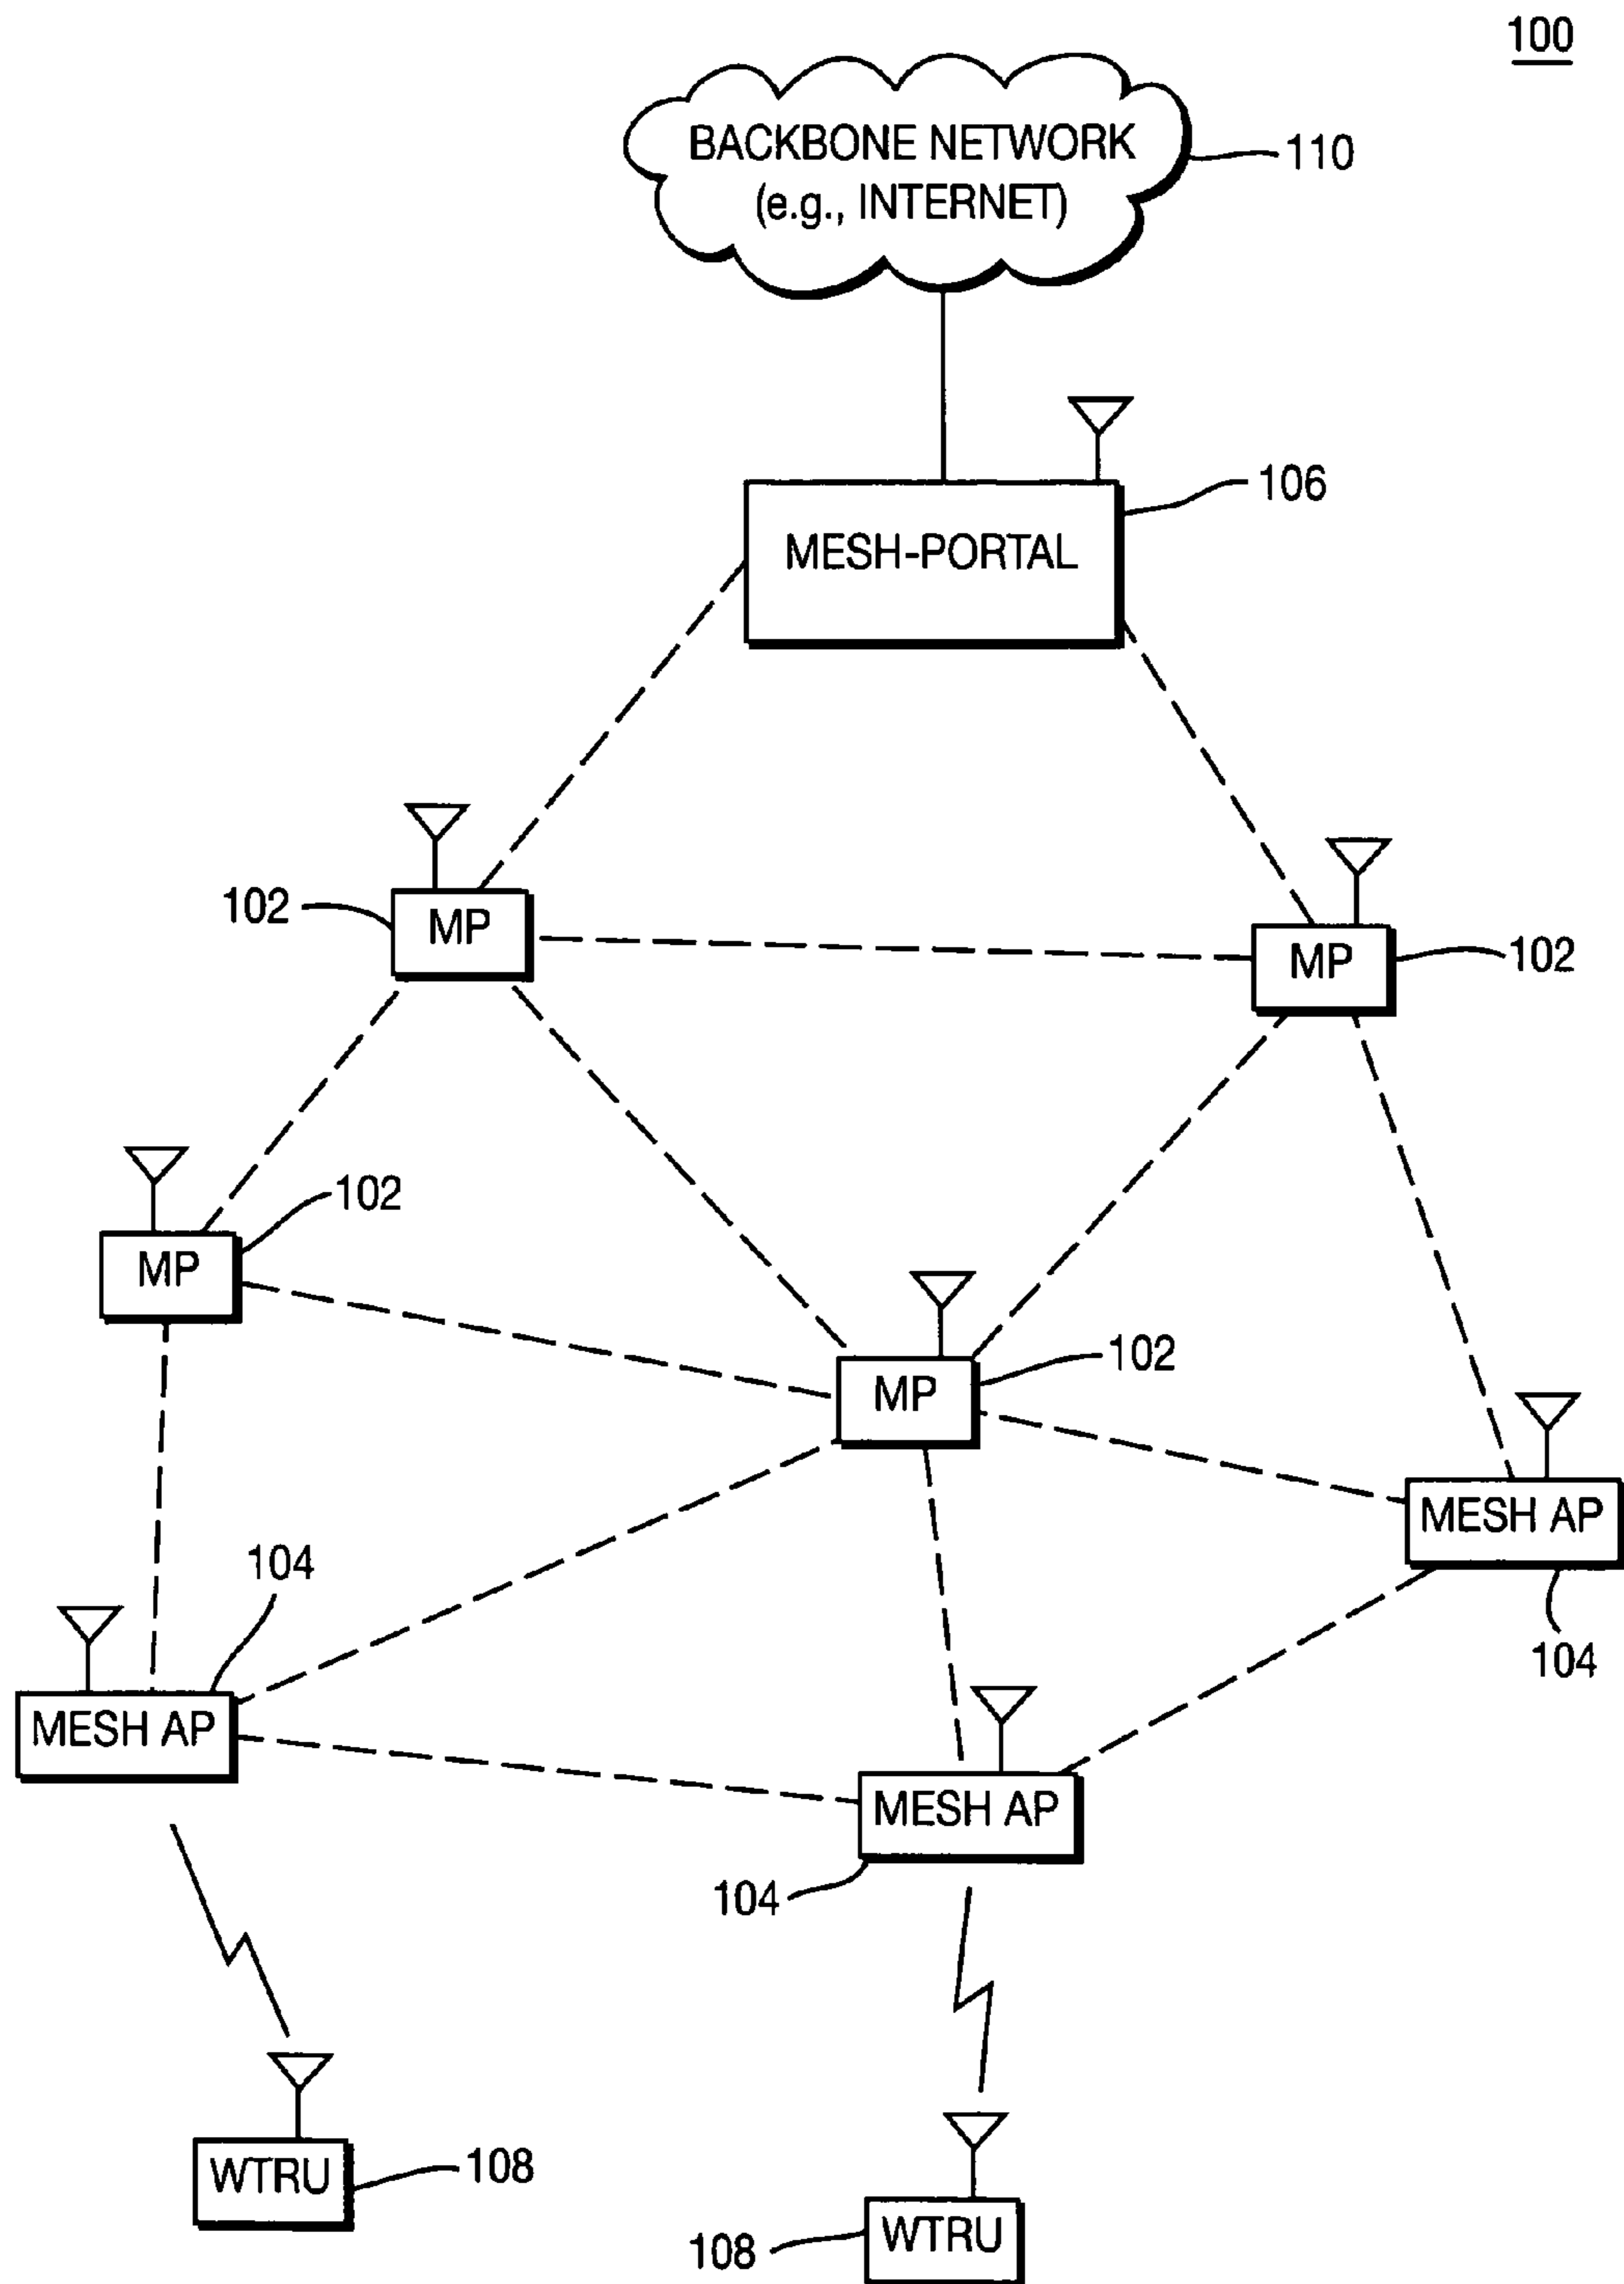 100
BACKBONE NETWORK
(e.g., INTERNET)
110
106
MESH-PORTAL
102
MP
MP
102
102
MP
102
MP
MESH AP
104
104
MESH AP
MESH AP
104
WTRU
108
WTRU
108